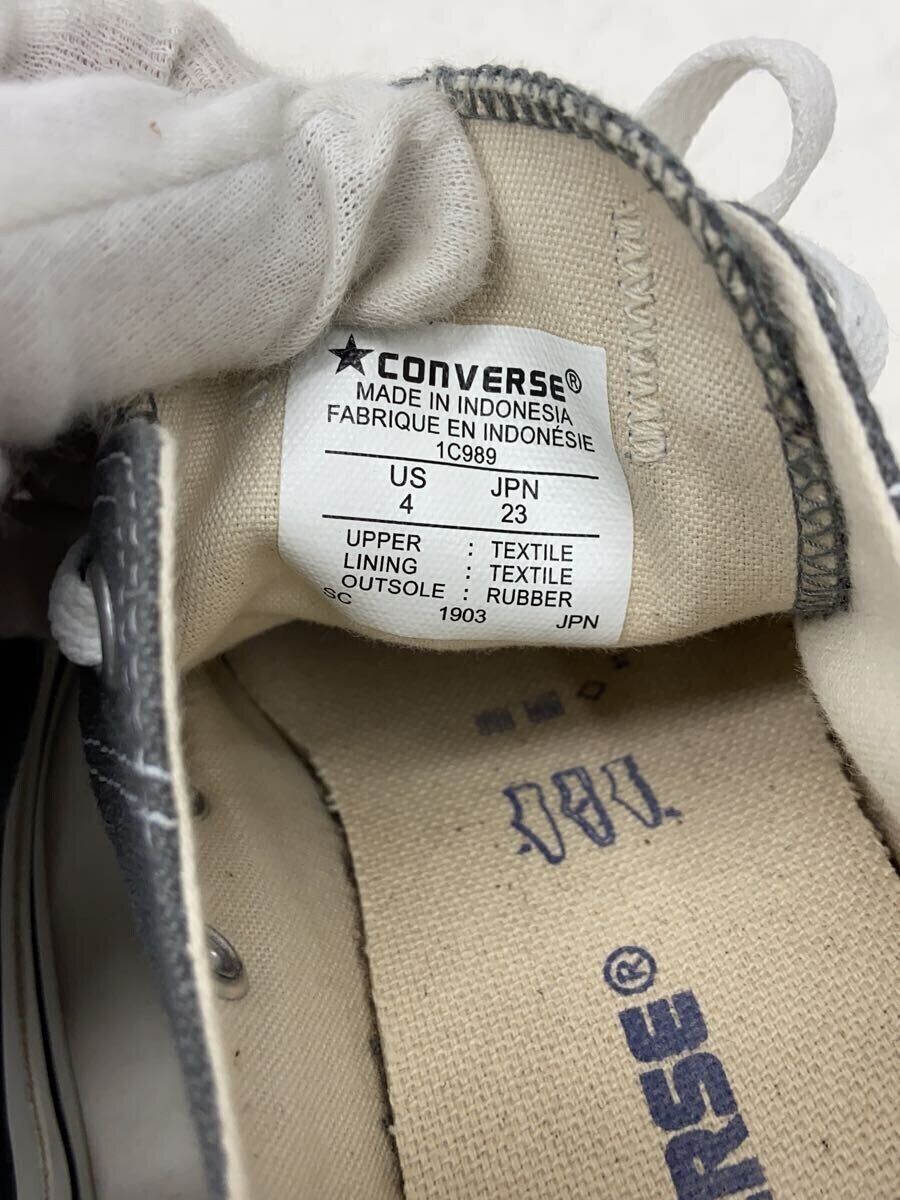 ★CONVERSE®
MADE IN INDONESIA
FABRIQUE EN INDONÉSIE
1C989
US JPN
4 23
UPPER : TEXTILE
LINING : TEXTILE
OUTSOLE : RUBBER
SC 1903 JPN
ERSE®